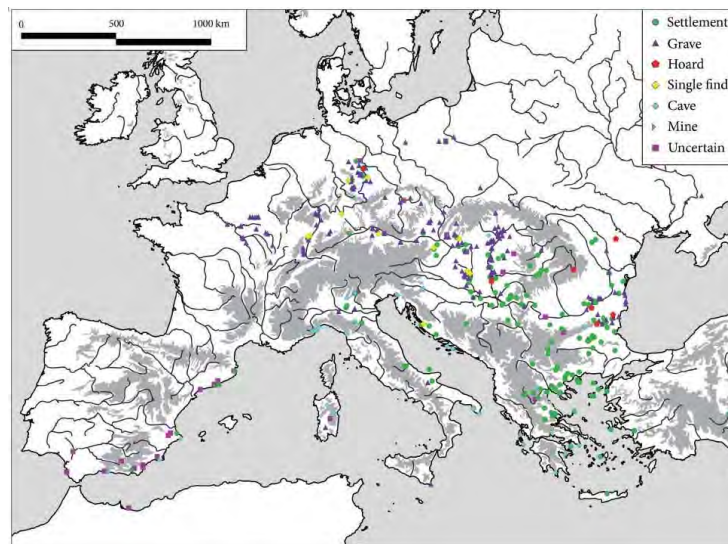 0 500 1000 km
Settlement
Grave
Hoard
Single find
Cave
Mine
Uncertain